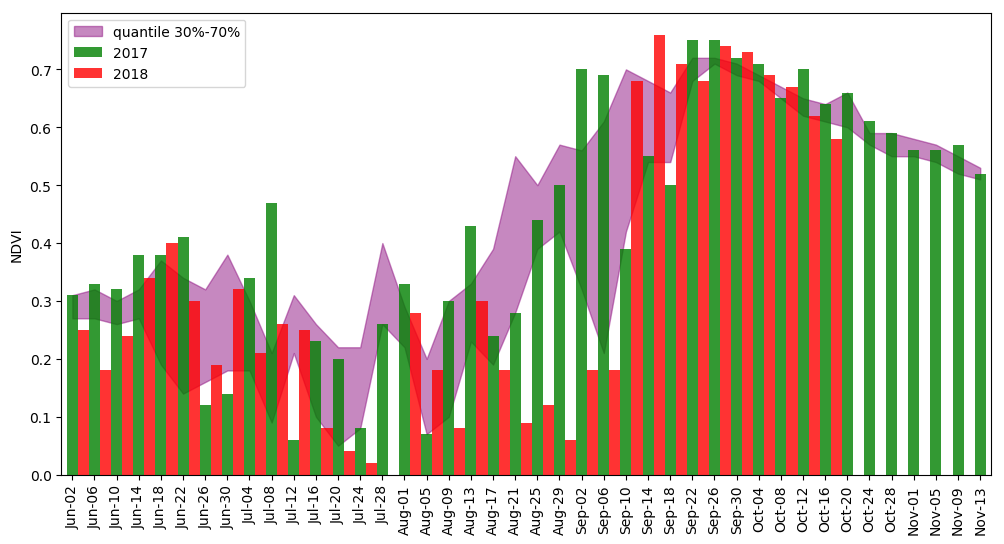 quantile 30%-70%
2017
2018
NDVI
0.7
0.6
0.5
0.4
0.3
0.2
0.1
0.0
Jun-02
Jun-06
Jun-10
Jun-14
Jun-18
Jun-22
Jun-26
Jun-30
Jul-04
Jul-08
Jul-12
Jul-16
Jul-20
Jul-24
Jul-28
Aug-01
Aug-05
Aug-09
Aug-13
Aug-17
Aug-21
Aug-25
Aug-29
Sep-02
Sep-06
Sep-10
Sep-14
Sep-18
Sep-22
Sep-26
Sep-30
Oct-04
Oct-08
Oct-12
Oct-16
Oct-20
Oct-24
Oct-28
Nov-01
Nov-05
Nov-09
Nov-13